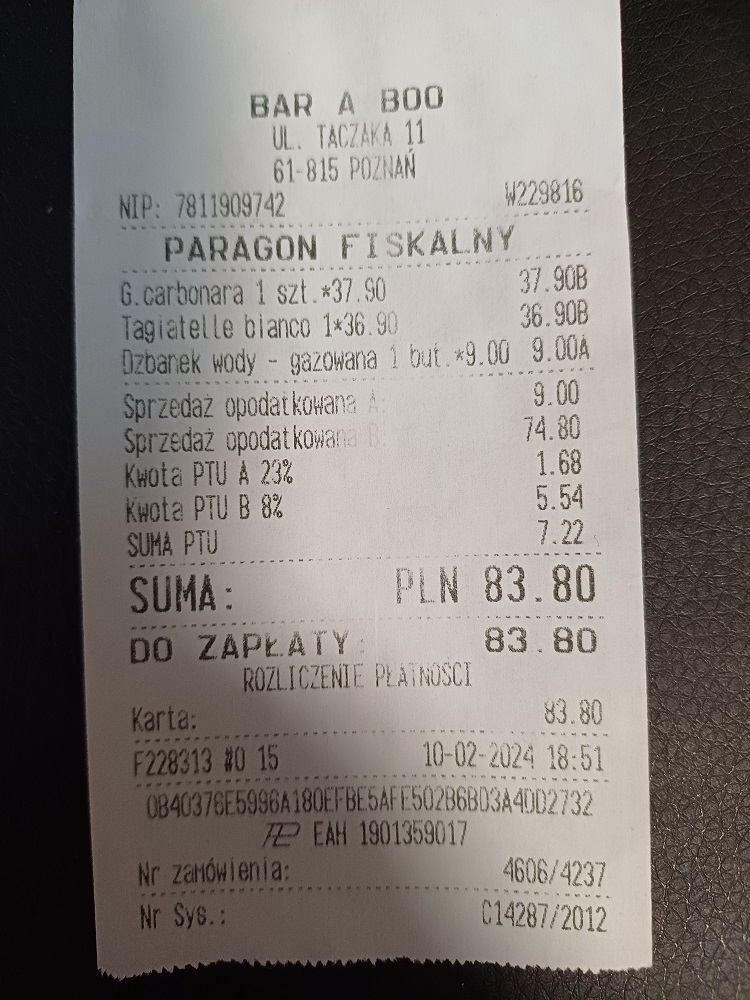 BAR A BOO
UL. TACZAKA 11
61-815 POZNAŃ
NIP: 7811909742 W229816
PARAGON FISKALNY
G.carbonara 1 szt.*37.90 37.90B
Tagiatelle bianco 1*36.90 36.90B
Dzbanek wody - gazowana 1 but.*9.00 9.00A
Sprzedaż opodatkowana A: 9.00
Sprzedaż opodatkowana B: 74.80
Kwota PTU A 23% 1.68
Kwota PTU B 8% 5.54
SUMA PTU 7.22
SUMA: PLN 83.80
DO ZAPŁATY: 83.80
ROZLICZENIE PŁATNOŚCI
Karta: 83.80
F228313 #0 15 10-02-2024 18:51
0B40376E5996A180EFBE5AFE502B6BD3A4DD2732
EAH 1901359017
Nr zamówienia: 4606/4237
Nr Sys.: C14287/2012